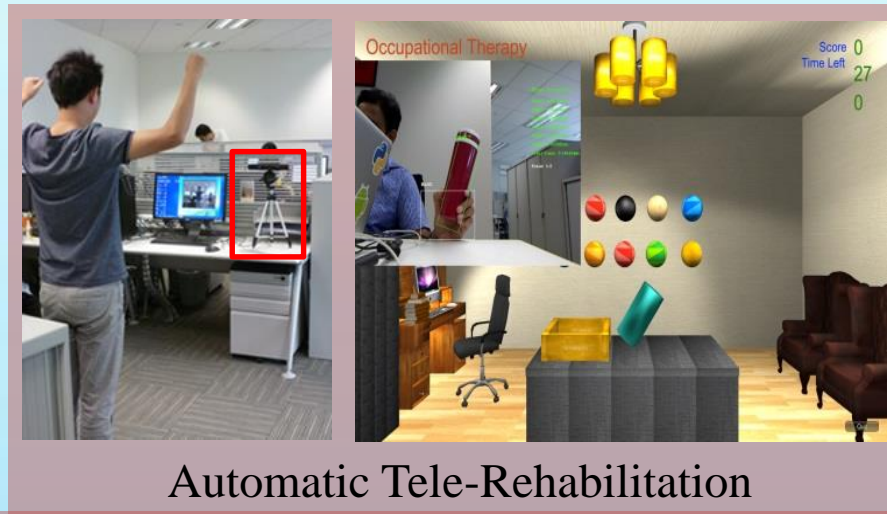 Occupational Therapy
Score 0
Time Left 27
0
Automatic Tele-Rehabilitation